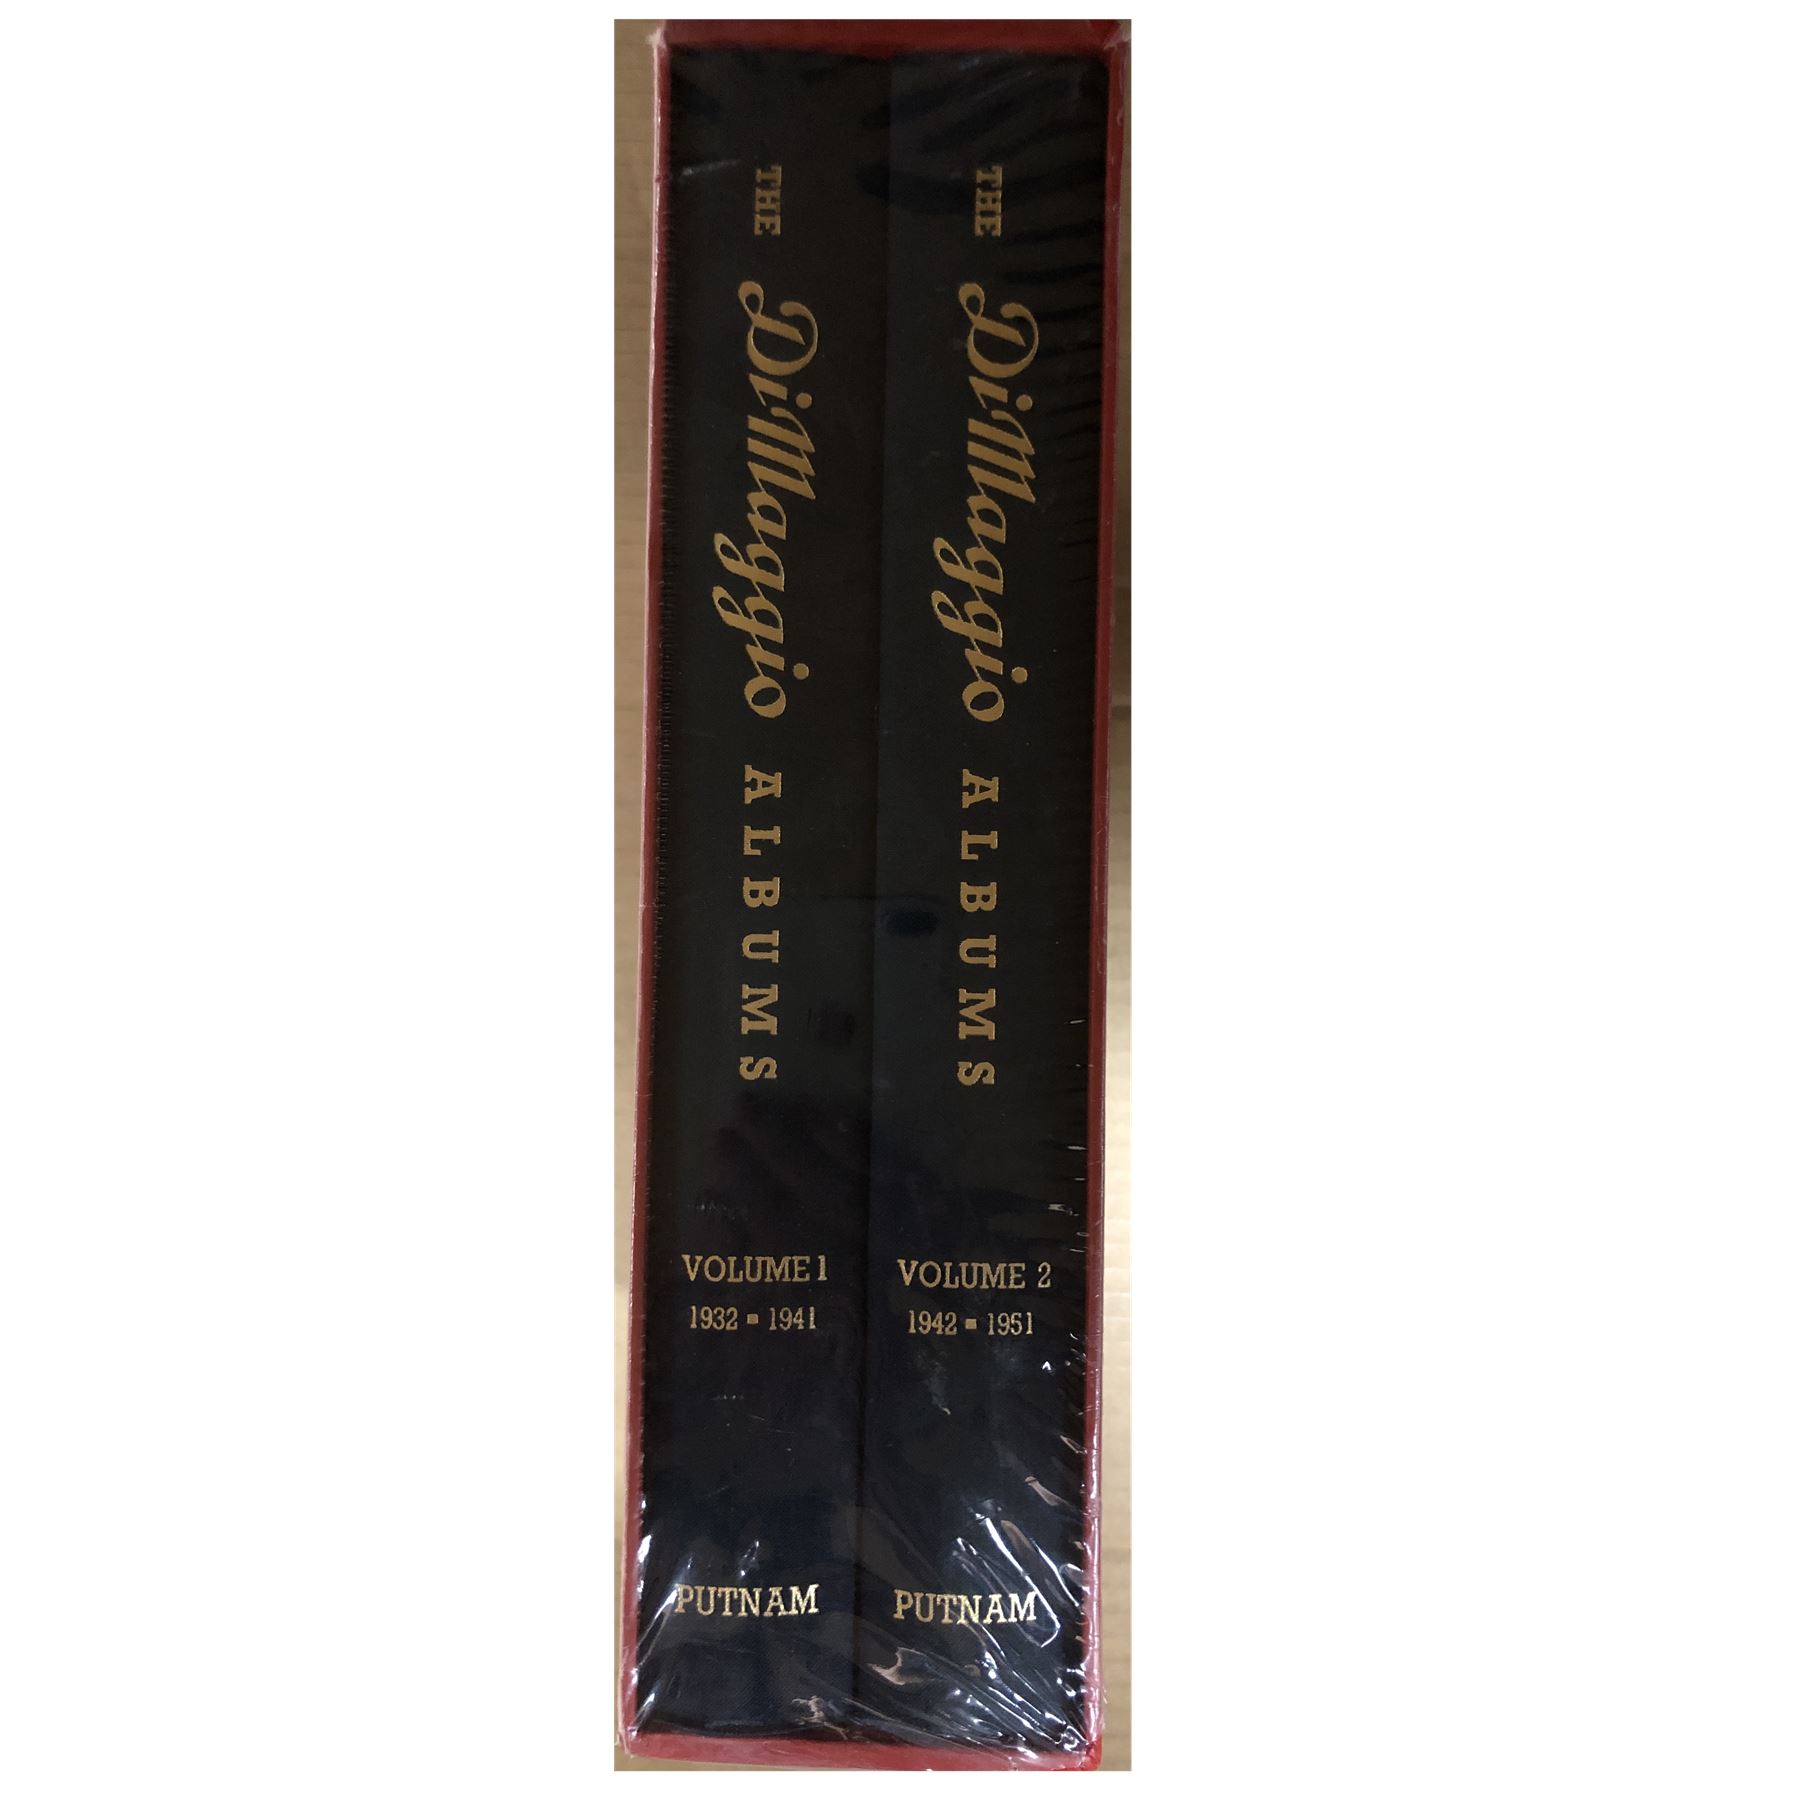 THE DiMaggio ALBUMS
VOLUME 1
1932 ▪ 1941
PUTNAM
THE DiMaggio ALBUMS
VOLUME 2
1942 ▪ 1951
PUTNAM